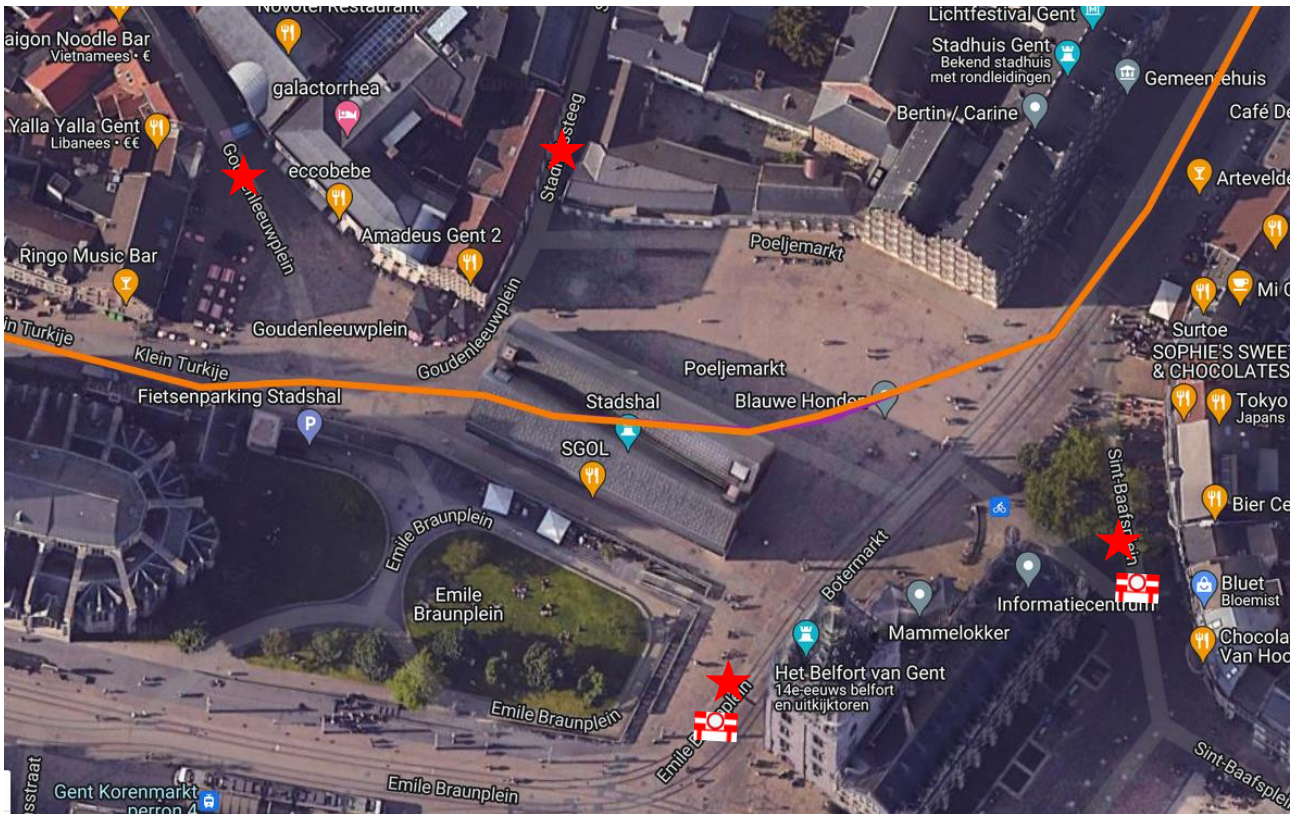 Novotel Restaurant
aigon Noodle Bar
Vietnamees • €
Lichtfestival Gent
Stadhuis Gent
Bekend stadhuis
met rondleidingen
Gemeentehuis
galactorrhea
Bertin / Carine
Café De
Yalla Yalla Gent
Libanees • €€
eccobebe
Artevelde
Goudenleeuwplein
Amadeus Gent 2
Poeljemarkt
Ringo Music Bar
Mi C
Goudenleeuwplein
Goudenleeuwplein
in Turkije
Klein Turkije
Surtoe
SOPHIE'S SWEET
& CHOCOLATES
Poeljemarkt
Fietsenparking Stadshal
P
Stadshal
Blauwe Honden
Tokyo
Japans
SGOL
Sint-Baafsplein
Bier Ce
Emile Braunplein
Botermarkt
Emile
Braunplein
Informatiecentrum
Bluet
Bloemist
Mammelokker
Chocola
Van Hoo
Het Belfort van Gent
14e-eeuws belfort
en uitkijktoren
Emile Braunplein
Emile Braunplein
Sint-Baafsplein
Emile Braunplein
Gent Korenmarkt
perron 4
sstraat